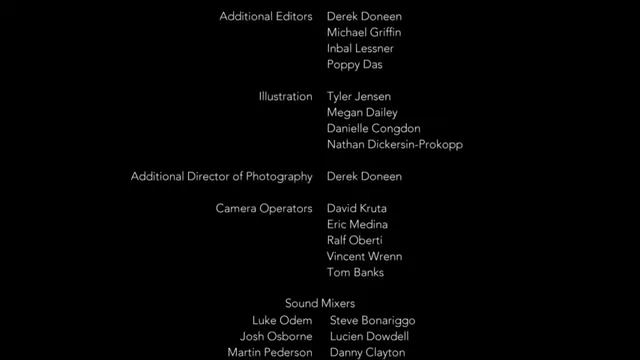 Additional Editors Derek Doneen
Michael Griffin
Inbal Lessner
Poppy Das
Illustration Tyler Jensen
Megan Dailey
Danielle Congdon
Nathan Dickersin-Prokopp
Additional Director of Photography Derek Doneen
Camera Operators David Kruta
Eric Medina
Ralf Oberti
Vincent Wrenn
Tom Banks
Sound Mixers
Luke Odem Steve Bonariggo
Josh Osborne Lucien Dowdell
Martin Pederson Danny Clayton